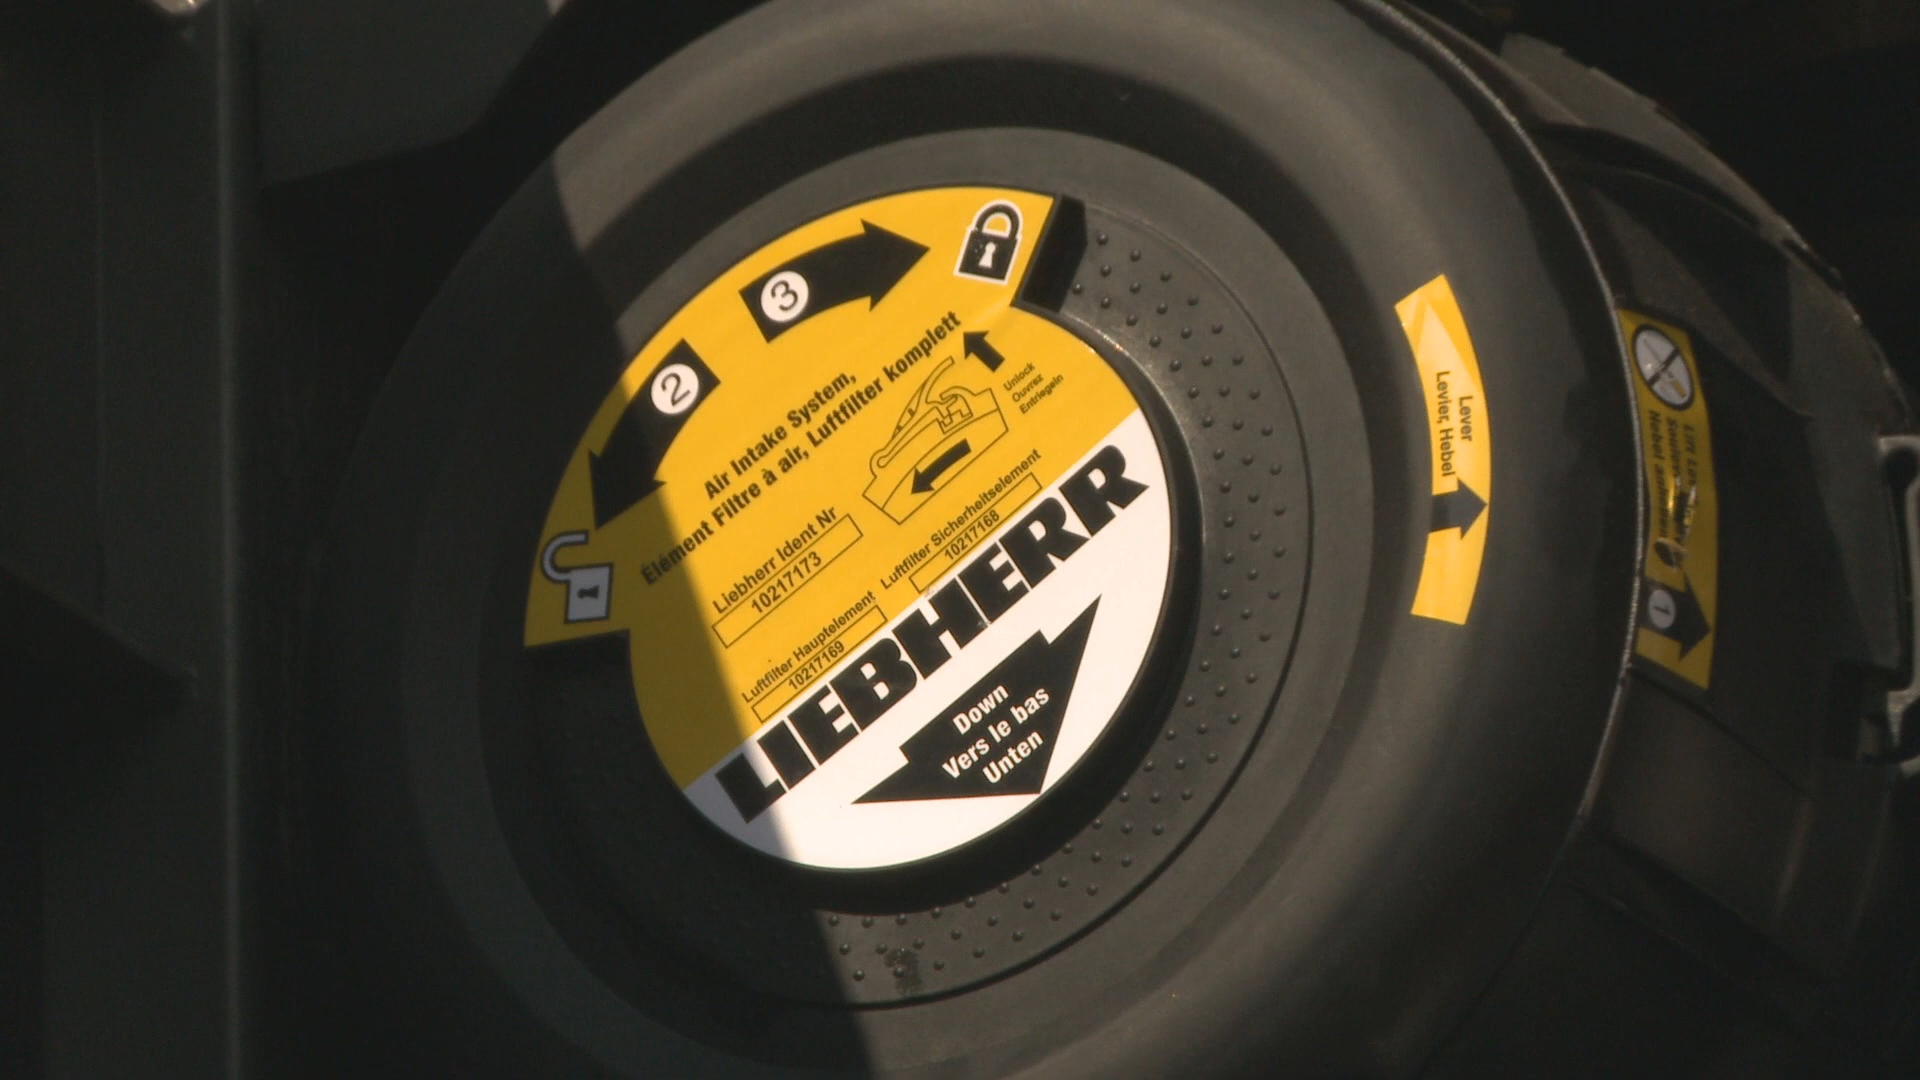 3
2
Air Intake System,
Élément Filtre à air, Luftfilter komplett
Unlock
Ouvrez
Entriegeln
Liebherr Ident Nr
10217173
Luftfilter Sicherheitselement
10217168
Luftfilter Hauptelement
10217169
LIEBHERR
Down
Vers le bas
Unten
Lever
Levier, Hebel
Hebel
1